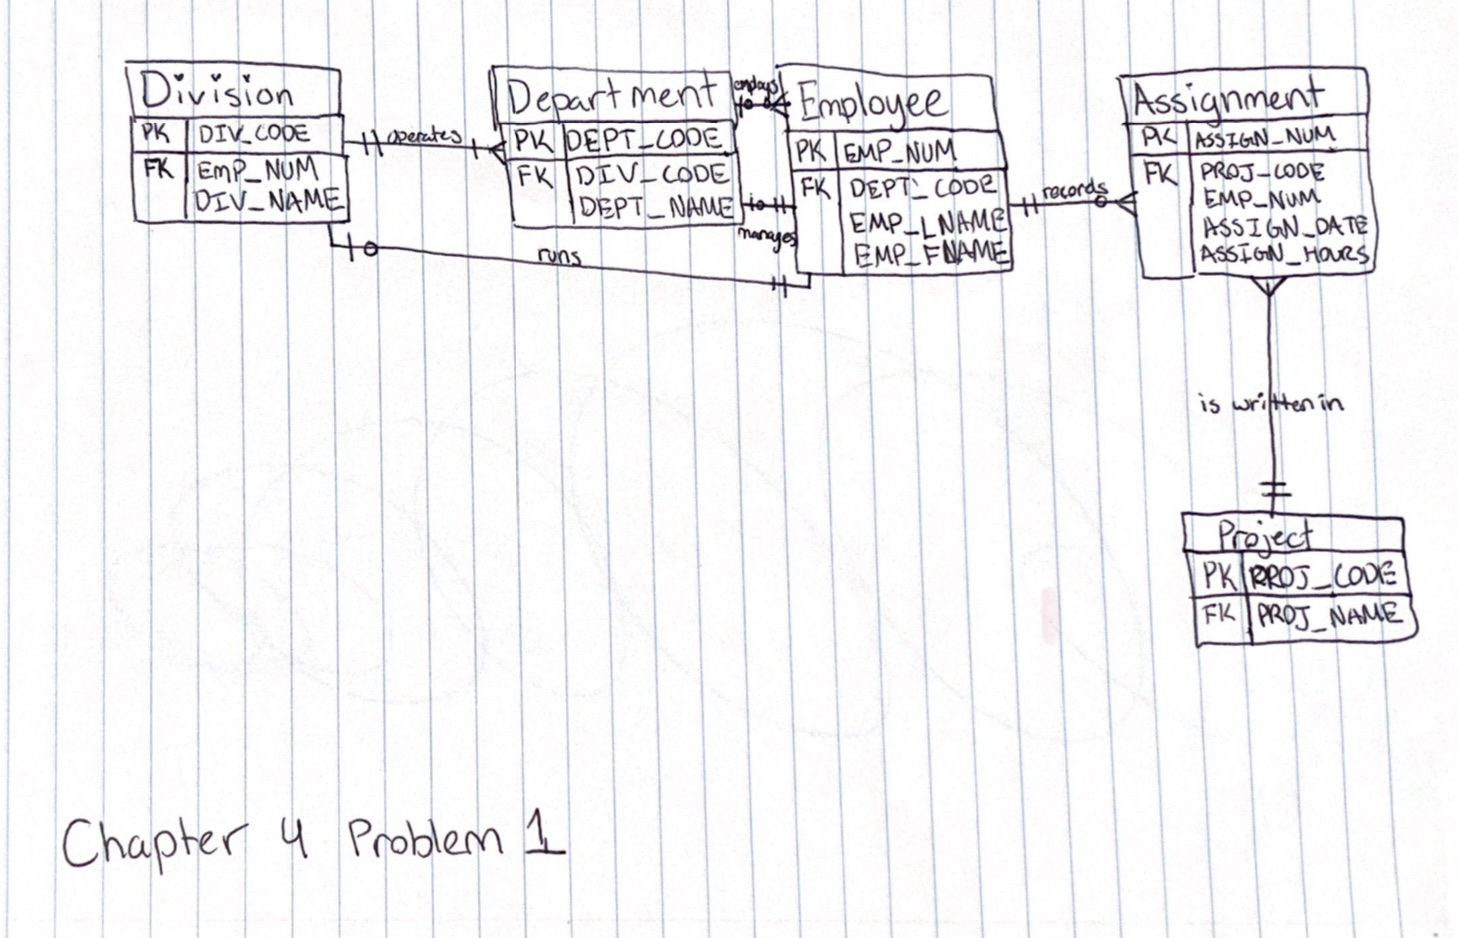 Division
PK DIV_CODE
FK EMP_NUM
DIV_NAME
operates
Department
PK DEPT_CODE
FK DIV_CODE
DEPT_NAME
employs
manages
runs
Employee
PK EMP_NUM
FK DEPT_CODE
EMP_LNAME
EMP_FNAME
records
Assignment
PK ASSIGN_NUM
FK PROJ_CODE
EMP_NUM
ASSIGN_DATE
ASSIGN_HOURS
is written in
Project
PK PROJ_CODE
FK PROJ_NAME
Chapter 4 Problem 1